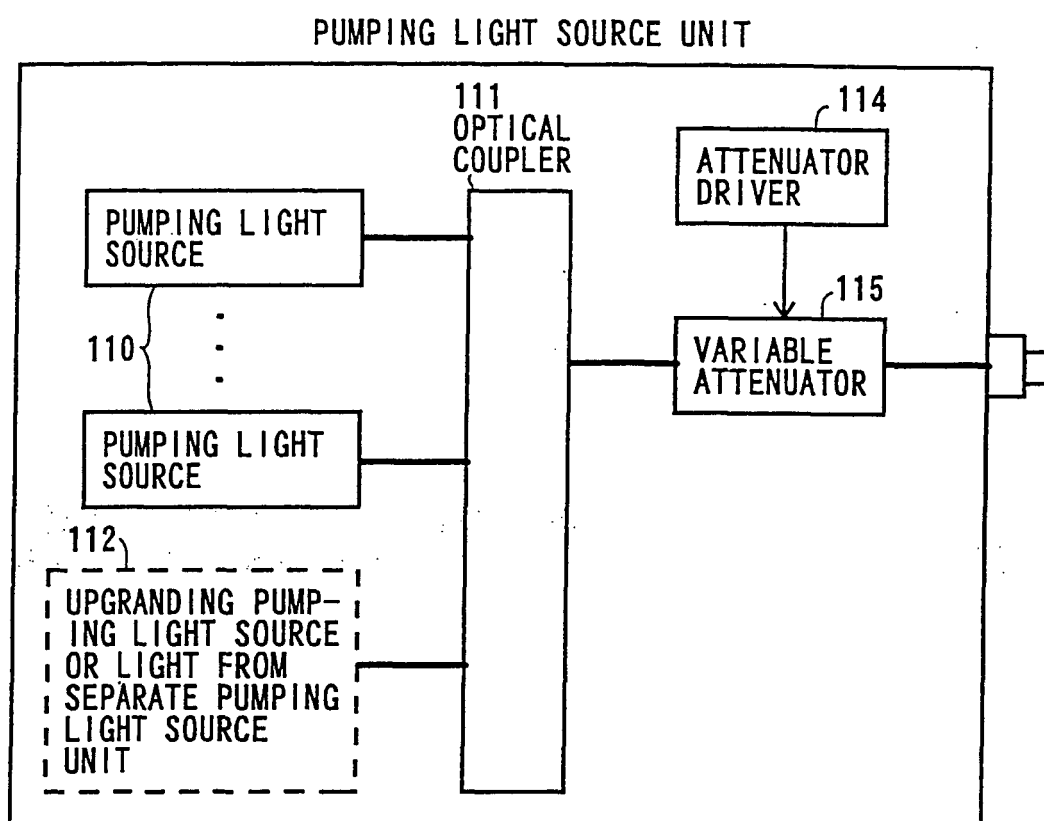 PUMPING LIGHT SOURCE UNIT
111
OPTICAL
COUPLER
114
ATTENUATOR
DRIVER
PUMPING LIGHT
SOURCE
110
115
VARIABLE
ATTENUATOR
PUMPING LIGHT
SOURCE
112
UPGRANDING PUMP-
ING LIGHT SOURCE
OR LIGHT FROM
SEPARATE PUMPING
LIGHT SOURCE
UNIT